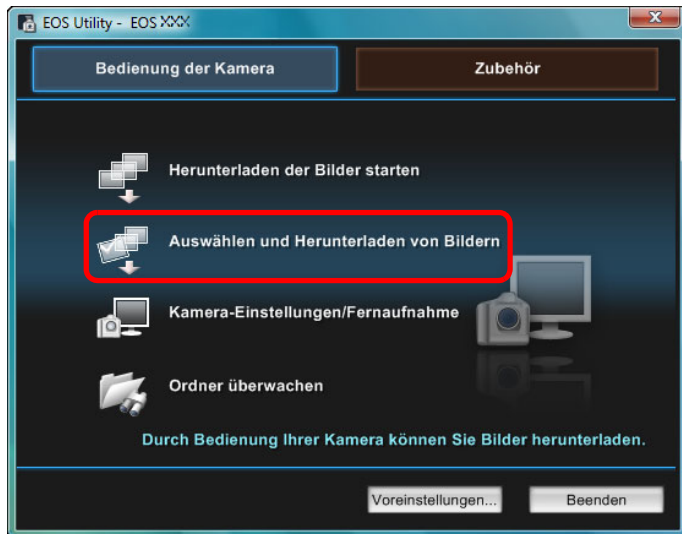 EOS Utility - EOS XXX
Bedienung der Kamera
Zubehör
Herunterladen der Bilder starten
Auswählen und Herunterladen von Bildern
Kamera-Einstellungen/Fernaufnahme
Ordner überwachen
Durch Bedienung Ihrer Kamera können Sie Bilder herunterladen.
Voreinstellungen...
Beenden